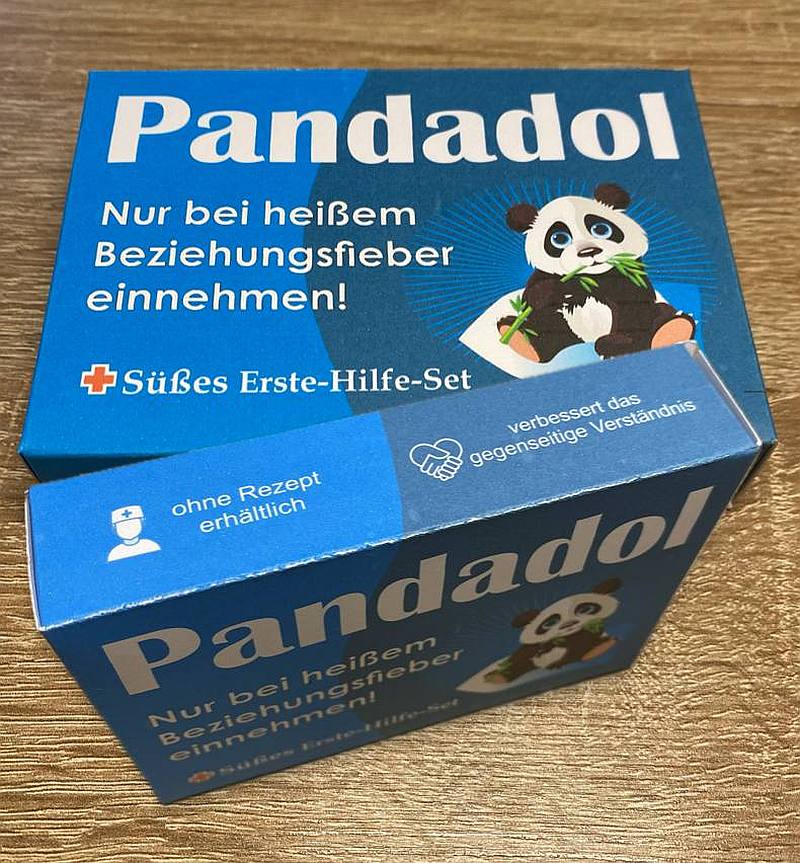 Pandadol
Nur bei heißem
Beziehungsfieber
einnehmen!
Süßes Erste-Hilfe-Set
ohne Rezept
erhältlich
verbessert das
gegenseitige Verständnis
Pandadol
Nur bei heißem
Beziehungsfieber
einnehmen!
Süßes Erste-Hilfe-Set